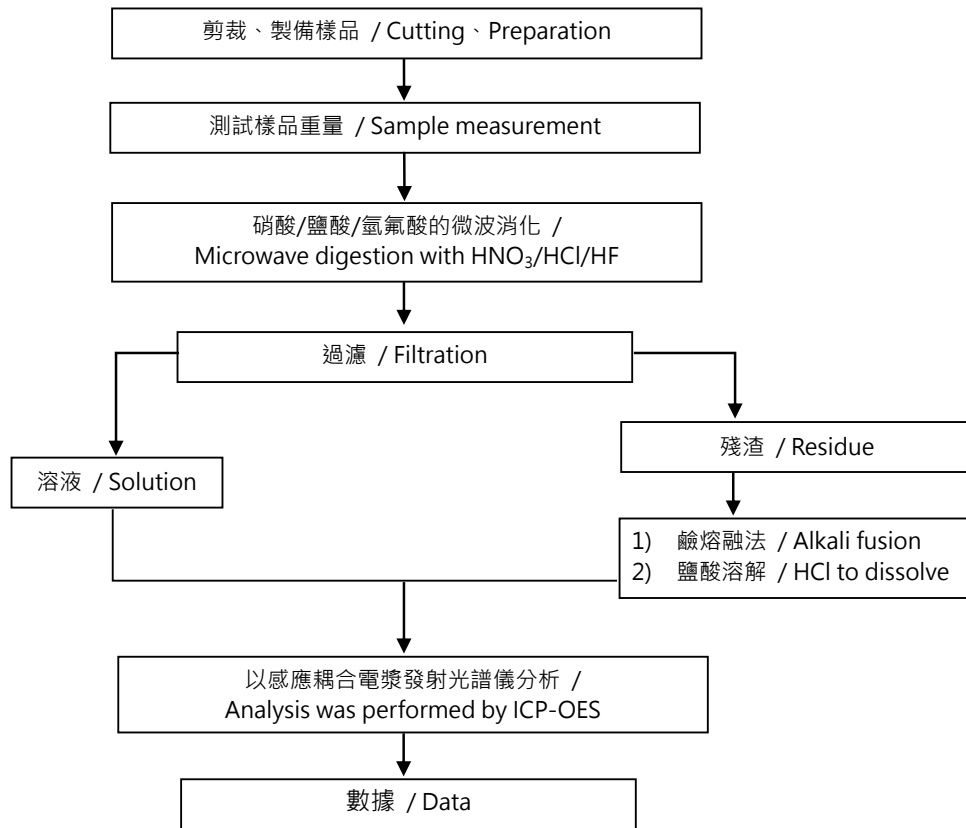 剪裁、製備樣品 / Cutting、Preparation
測試樣品重量 / Sample measurement
硝酸/鹽酸/氫氟酸的微波消化 /
Microwave digestion with HNO₃/HCl/HF
過濾 / Filtration
溶液 / Solution
殘渣 / Residue
1) 鹼熔融法 / Alkali fusion
2) 鹽酸溶解 / HCl to dissolve
以感應耦合電漿發射光譜儀分析 /
Analysis was performed by ICP-OES
數據 / Data